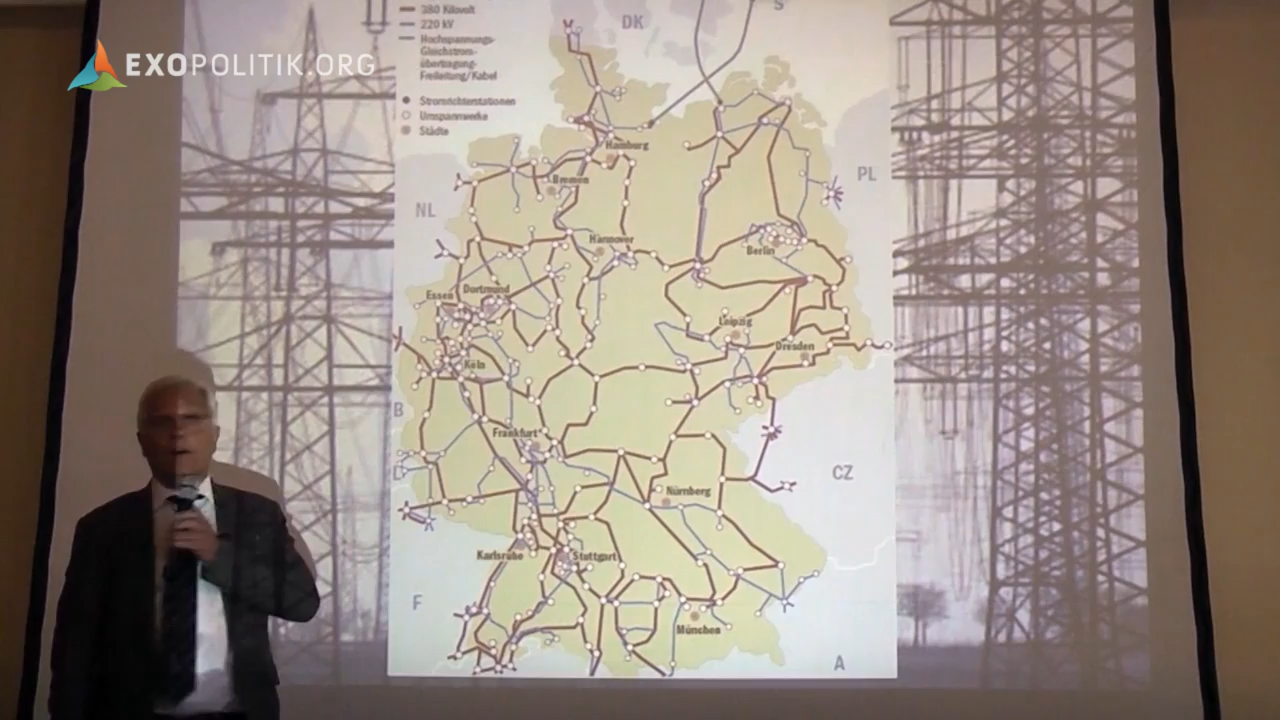 EXOPOLITIK.ORG
380 Kilovolt
220 kV
Hochspannungs-
Gleichstrom-
übertragung-
Freileitung/Kabel
Stromrichterstationen
Umspannwerke
Städte
DK
S
Hamburg
Bremen
PL
NL
Hannover
Berlin
Essen
Dortmund
Leipzig
Dresden
Köln
B
Frankfurt
L
CZ
Nürnberg
Karlsruhe
Stuttgart
F
München
A